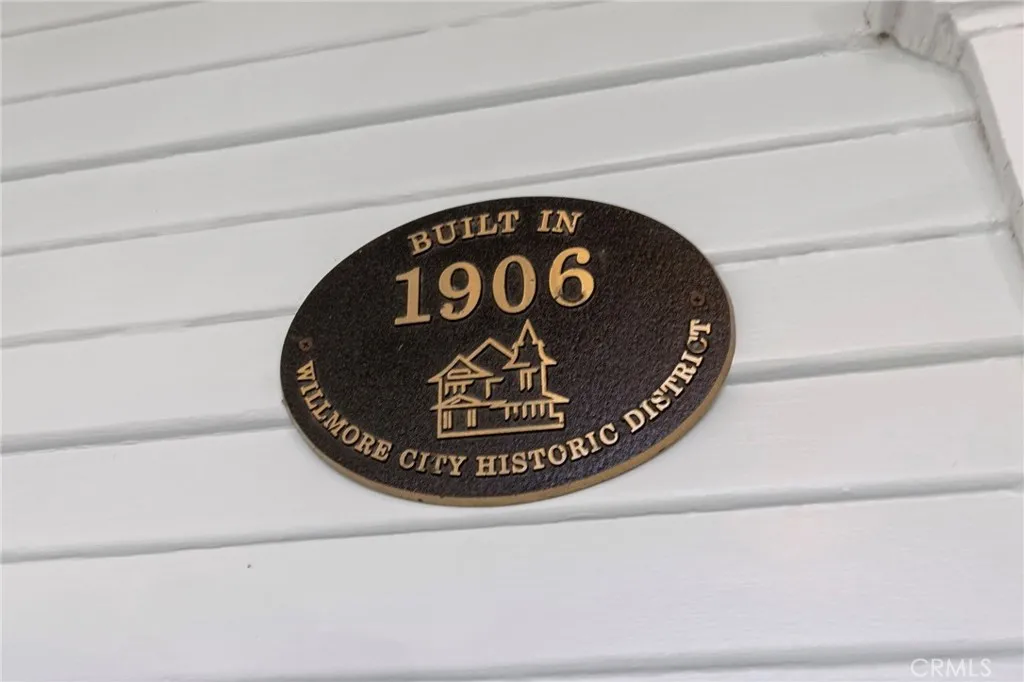 BUILT IN
1906
WILLMORE CITY HISTORIC DISTRICT
CRMLS